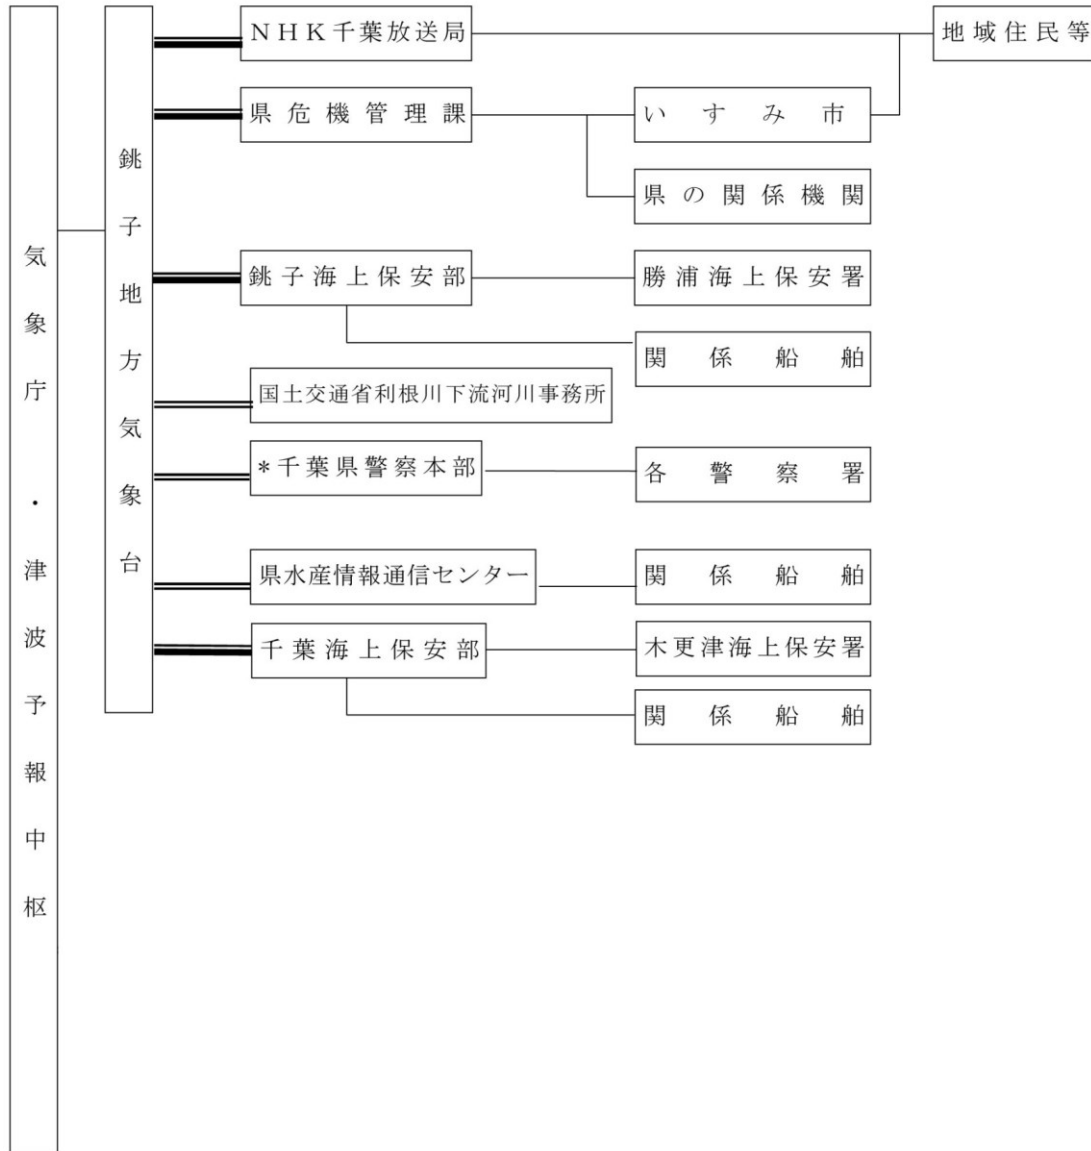 気象庁・津波予報中枢
銚子地方気象台
NHK千葉放送局
地域住民等
県危機管理課
いすみ市
県の関係機関
銚子海上保安部
勝浦海上保安署
関係船舶
国土交通省利根川下流河川事務所
*千葉県警察本部
各警察署
県水産情報通信センター
関係船舶
千葉海上保安部
木更津海上保安署
関係船舶